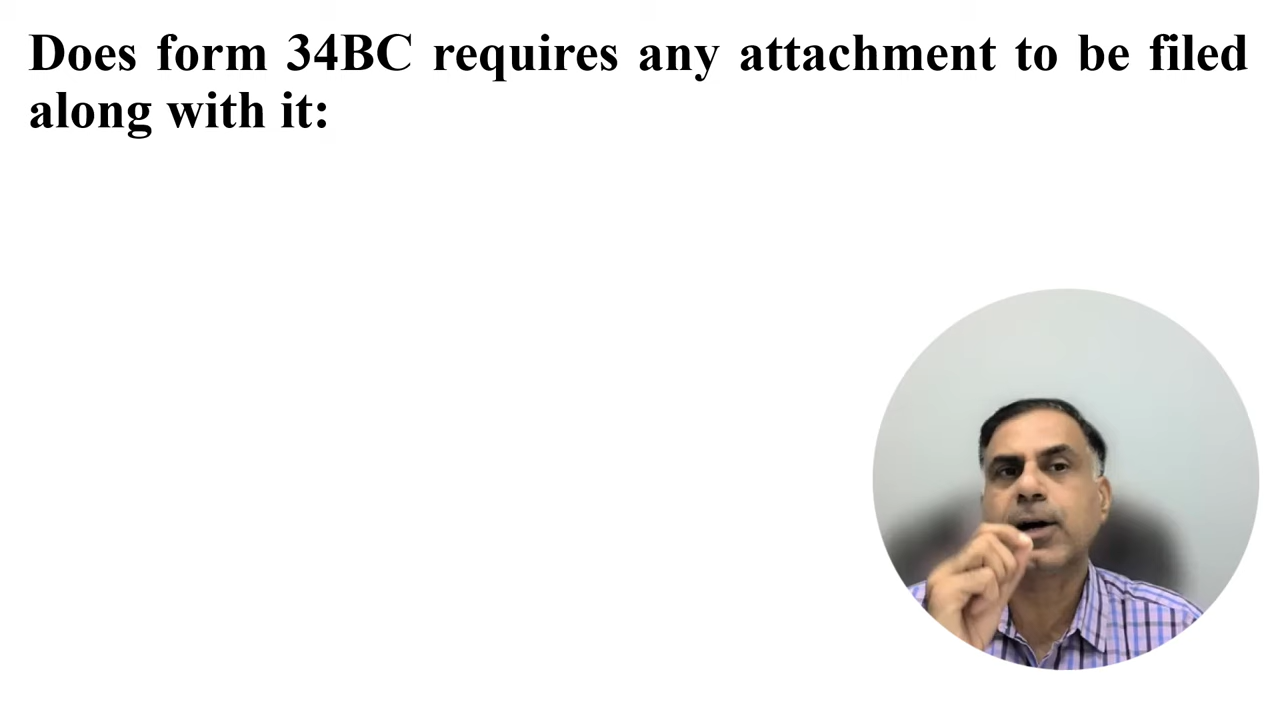 Does form 34BC requires any attachment to be filed
along with it: